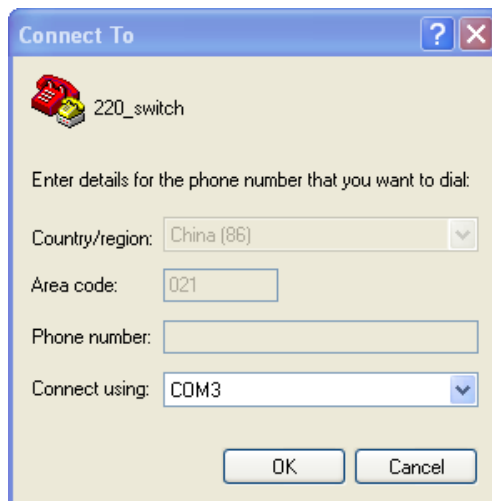 Connect To
220_switch
Enter details for the phone number that you want to dial:
Country/region: China (86)
Area code: 021
Phone number:
Connect using: COM3
OK Cancel